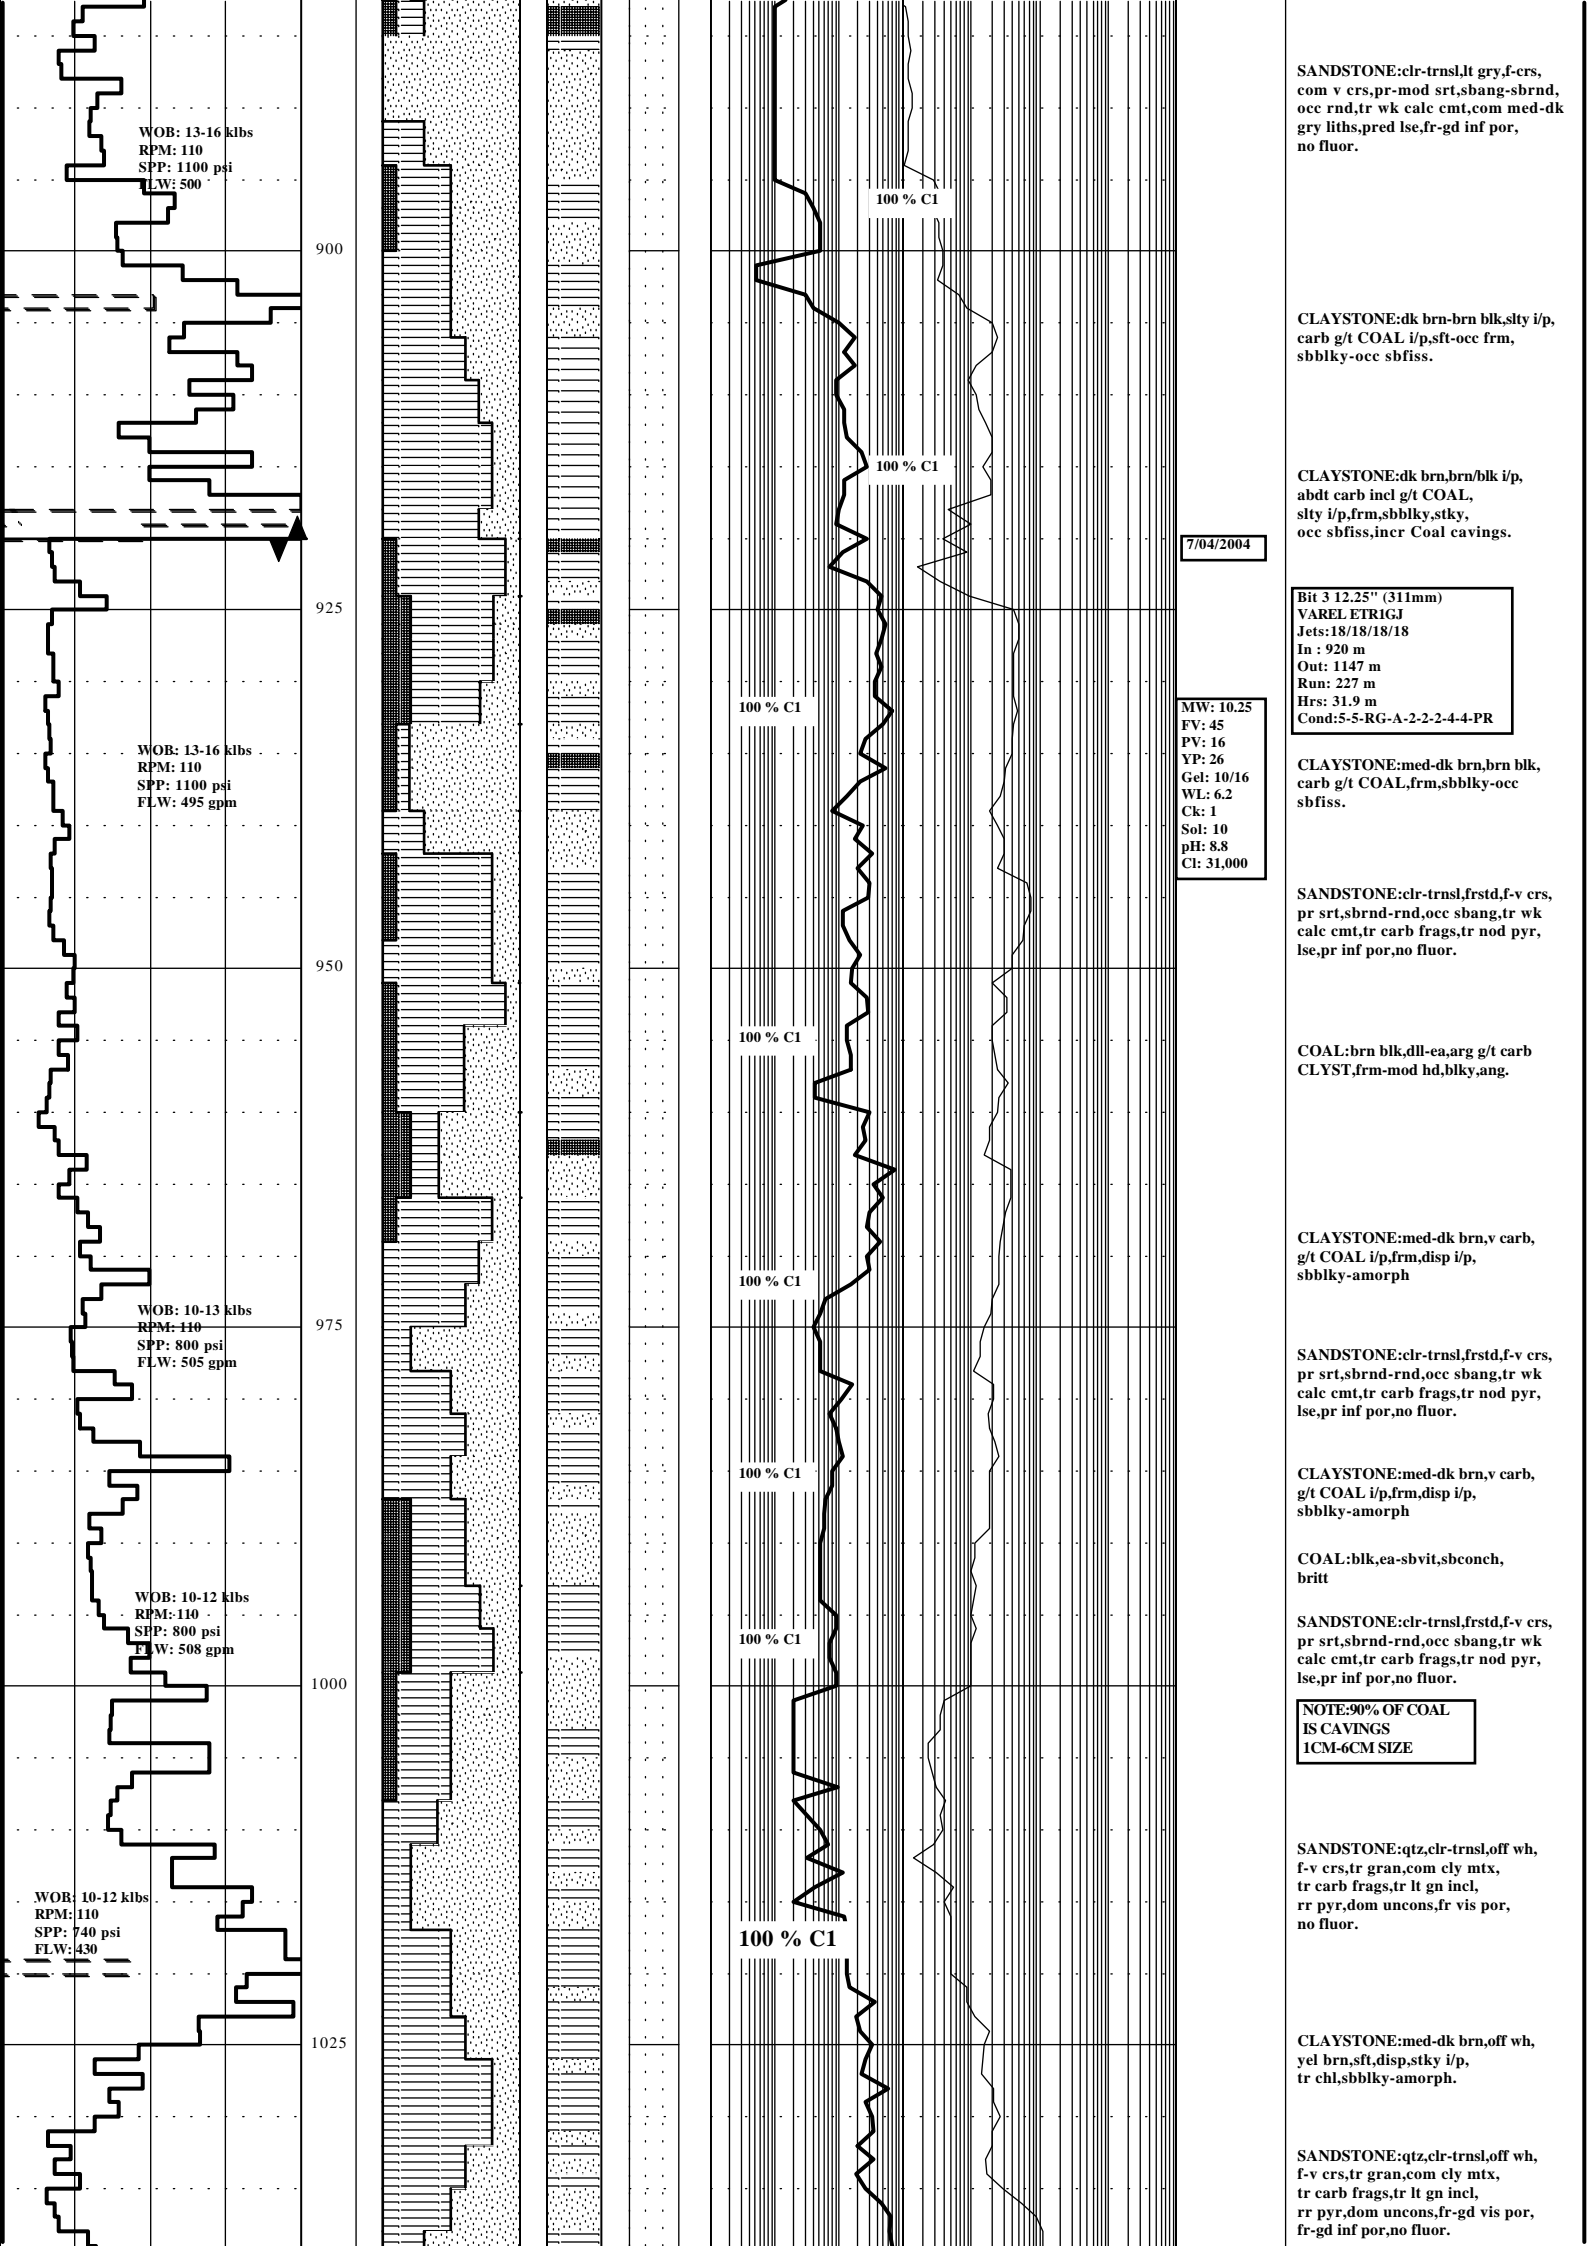 WOB: 13-16 klbs
RPM: 110
SPP: 1100 psi
FLW: 500
900
925
WOB: 13-16 klbs
RPM: 110
SPP: 1100 psi
FLW: 495 gpm
950
975
WOB: 10-13 klbs
RPM: 110
SPP: 800 psi
FLW: 505 gpm
WOB: 10-12 klbs
RPM: 110
SPP: 800 psi
FLW: 508 gpm
1000
WOB: 10-12 klbs
RPM: 110
SPP: 740 psi
FLW: 430
1025
100 % C1
100 % C1
100 % C1
100 % C1
100 % C1
100 % C1
100 % C1
100 % C1
7/04/2004
MW: 10.25
FV: 45
PV: 16
YP: 26
Gel: 10/16
WL: 6.2
Ck: 1
Sol: 10
pH: 8.8
Cl: 31,000
SANDSTONE:clr-trnsl,lt gry,f-crs,
com v crs,pr-mod srt,sbang-sbrnd,
occ rnd,tr wk calc cmt,com med-dk
gry liths,pred lse,fr-gd inf por,
no fluor.
CLAYSTONE:dk brn-brn blk,slty i/p,
carb g/t COAL i/p,sft-occ frm,
sbblky-occ sbfiss.
CLAYSTONE:dk brn,brn/blk i/p,
abdt carb incl g/t COAL,
slty i/p,frm,sbblky,stky,
occ sbfiss,incr Coal cavings.
Bit 3 12.25" (311mm)
VAREL ETR1GJ
Jets:18/18/18/18
In : 920 m
Out: 1147 m
Run: 227 m
Hrs: 31.9 m
Cond:5-5-RG-A-2-2-2-4-4-PR
CLAYSTONE:med-dk brn,brn blk,
carb g/t COAL,frm,sbblky-occ
sbfiss.
SANDSTONE:clr-trnsl,frstd,f-v crs,
pr srt,sbrnd-rnd,occ sbang,tr wk
calc cmt,tr carb frags,tr nod pyr,
lse,pr inf por,no fluor.
COAL:brn blk,dll-ea,arg g/t carb
CLYST,frm-mod hd,blky,ang.
CLAYSTONE:med-dk brn,v carb,
g/t COAL i/p,frm,disp i/p,
sbblky-amorph
SANDSTONE:clr-trnsl,frstd,f-v crs,
pr srt,sbrnd-rnd,occ sbang,tr wk
calc cmt,tr carb frags,tr nod pyr,
lse,pr inf por,no fluor.
CLAYSTONE:med-dk brn,v carb,
g/t COAL i/p,frm,disp i/p,
sbblky-amorph
COAL:blk,ea-sbvit,sbconch,
britt
SANDSTONE:clr-trnsl,frstd,f-v crs,
pr srt,sbrnd-rnd,occ sbang,tr wk
calc cmt,tr carb frags,tr nod pyr,
lse,pr inf por,no fluor.
NOTE:90% OF COAL
IS CAVINGS
1CM-6CM SIZE
SANDSTONE:qtz,clr-trnsl,off wh,
f-v crs,tr gran,com cly mtx,
tr carb frags,tr lt gn incl,
rr pyr,dom uncons,fr vis por,
no fluor.
CLAYSTONE:med-dk brn,off wh,
yel brn,sft,disp,stky i/p,
tr chl,sbblky-amorph.
SANDSTONE:qtz,clr-trnsl,off wh,
f-v crs,tr gran,com cly mtx,
tr carb frags,tr lt gn incl,
rr pyr,dom uncons,fr-gd vis por,
fr-gd inf por,no fluor.